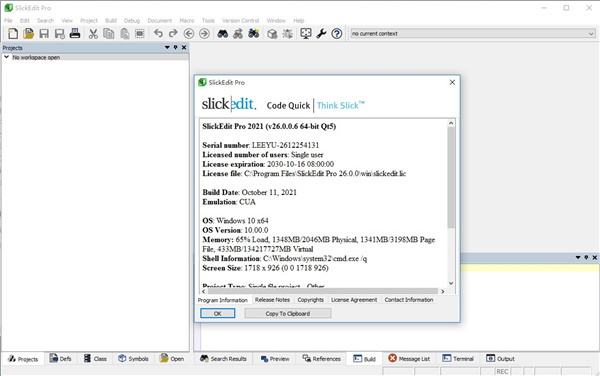 SlickEdit Pro
File Edit Search View Project Build Debug Document Macro Tools Version Control Window Help
no current context
Projects
No workspace open
SlickEdit Pro
slickedit. Code Quick Think Slick™
SlickEdit Pro 2021 (v26.0.0.6 64-bit Qt5)
Serial number: LEEYU-2612254131
Licensed number of users: Single user
License expiration: 2030-10-16 08:00:00
License file: C:\Program Files\SlickEdit Pro 26.0.0\win\slickedit.lic
Build Date: October 11, 2021
Emulation: CUA
OS: Windows 10 x64
OS Version: 10.00.0
Memory: 65% Load, 1348MB/2046MB Physical, 1341MB/3198MB Page
File, 433MB/134217727MB Virtual
Shell Information: C:\Windows\system32\cmd.exe /q
Screen Size: 1718 x 926 (0 0 1718 926)
Project Type: Single file project - Other
Program Information Release Notes Copyrights License Agreement Contact Information
OK Copy To Clipboard
Projects Defs Class Symbols Open Search Results Preview References Build Message List Terminal Output
REC